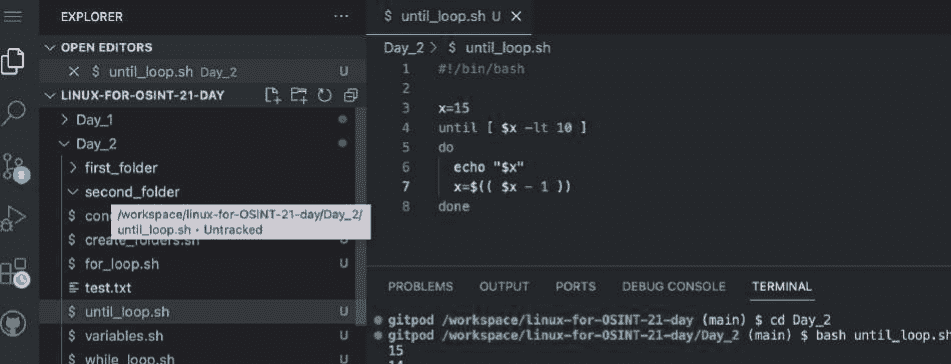 EXPLORER
OPEN EDITORS
$ until_loop.sh Day_2 U
LINUX-FOR-OSINT-21-DAY
Day_1
Day_2
first_folder
second_folder
$ con
/workspace/linux-for-OSINT-21-day/Day_2/
until_loop.sh • Untracked
$ create_folders.sh U
$ for_loop.sh U
test.txt
$ until_loop.sh U
$ variables.sh U
$ while_loop.sh U
$ until_loop.sh U
Day_2 > $ until_loop.sh
1 #!/bin/bash
2
3 x=15
4 until [ $x -lt 10 ]
5 do
6 echo "$x"
7 x=$(( $x - 1 ))
8 done
PROBLEMS OUTPUT PORTS DEBUG CONSOLE TERMINAL
gitpod /workspace/linux-for-OSINT-21-day (main) $ cd Day_2
gitpod /workspace/linux-for-OSINT-21-day/Day_2 (main) $ bash until_loop.sh
15
14